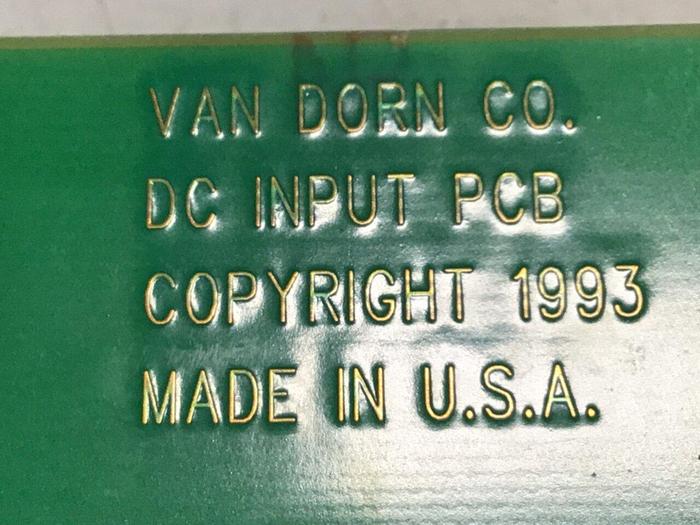 VAN DORN CO.
DC INPUT PCB
COPYRIGHT 1993
MADE IN U.S.A.